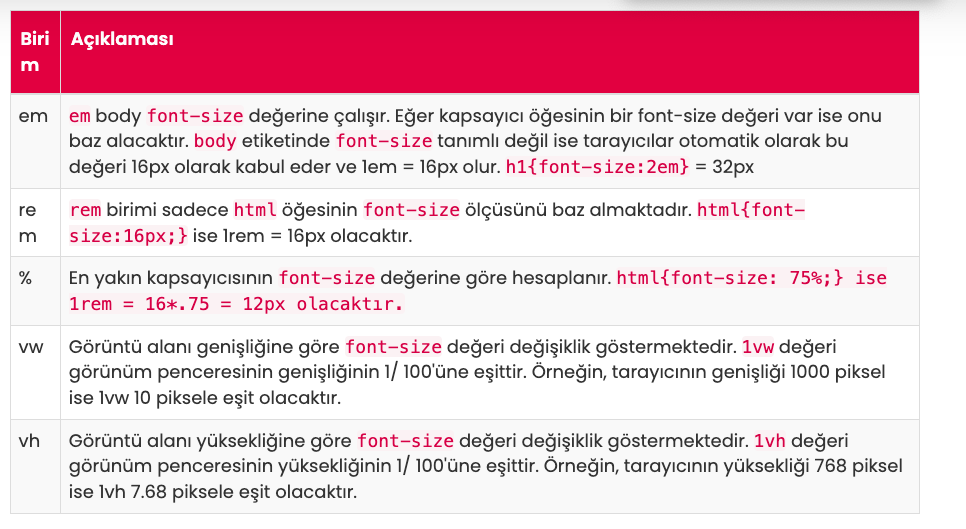 Biri Açıklaması
m
em em body font-size değerine çalışır. Eğer kapsayıcı öğesinin bir font-size değeri var ise onu
baz alacaktır. body etiketinde font-size tanımlı değil ise tarayıcılar otomatik olarak bu
değeri 16px olarak kabul eder ve 1em = 16px olur. h1{font-size:2em} = 32px
re rem birimi sadece html öğesinin font-size ölçüsünü baz almaktadır. html{font-
m size:16px;} ise 1rem = 16px olacaktır.
% En yakın kapsayıcısının font-size değerine göre hesaplanır. html{font-size: 75%;} ise
1rem = 16*.75 = 12px olacaktır.
vw Görüntü alanı genişliğine göre font-size değeri değişiklik göstermektedir. 1vw değeri
görünüm penceresinin genişliğinin 1/ 100'üne eşittir. Örneğin, tarayıcının genişliği 1000 piksel
ise 1vw 10 piksele eşit olacaktır.
vh Görüntü alanı yüksekliğine göre font-size değeri değişiklik göstermektedir. 1vh değeri
görünüm penceresinin yüksekliğinin 1/ 100'üne eşittir. Örneğin, tarayıcının yüksekliği 768 piksel
ise 1vh 7.68 piksele eşit olacaktır.